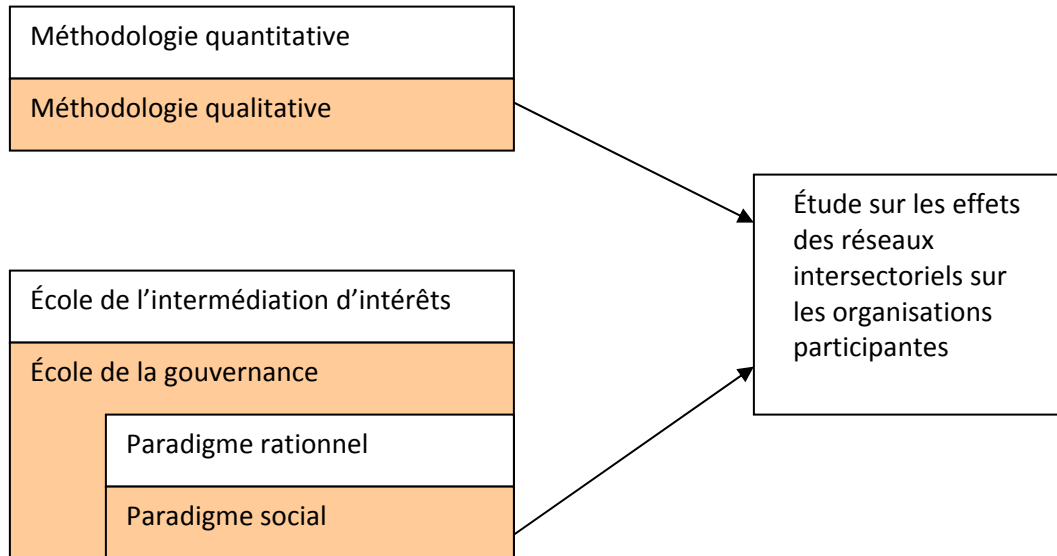 Méthodologie quantitative
Méthodologie qualitative
École de l’intermédiation d’intérêts
École de la gouvernance
Paradigme rationnel
Paradigme social
Étude sur les effets
des réseaux
intersectoriels sur
les organisations
participantes